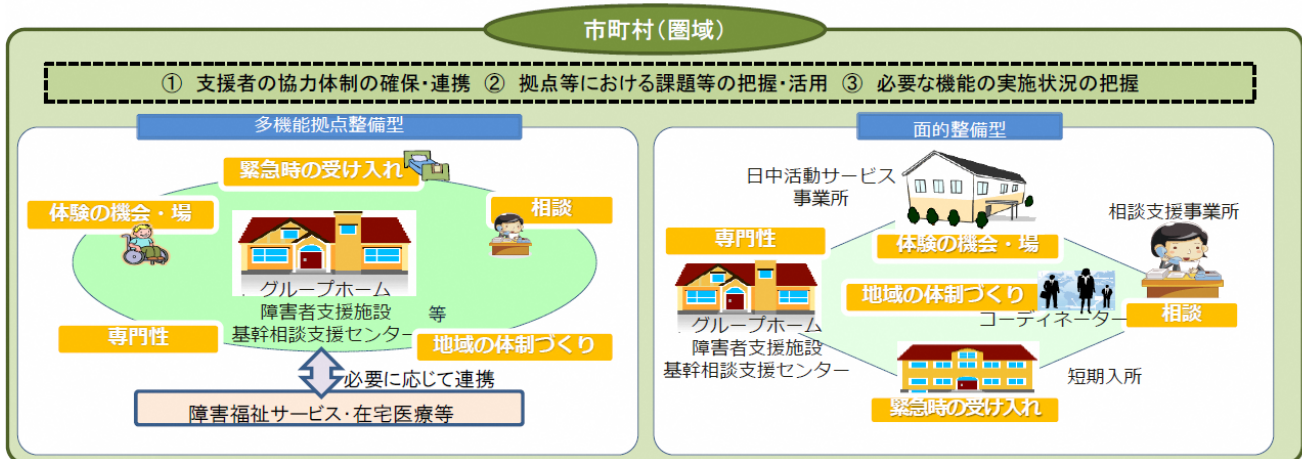 市町村(圏域)
① 支援者の協力体制の確保・連携 ② 拠点等における課題等の把握・活用 ③ 必要な機能の実施状況の把握
多機能拠点整備型
緊急時の受け入れ
体験の機会・場
相談
グループホーム
障害者支援施設 等
基幹相談支援センター
専門性
地域の体制づくり
必要に応じて連携
障害福祉サービス・在宅医療等
面的整備型
日中活動サービス
事業所
相談支援事業所
専門性
体験の機会・場
地域の体制づくり
コーディネーター
相談
グループホーム
障害者支援施設
基幹相談支援センター
短期入所
緊急時の受け入れ